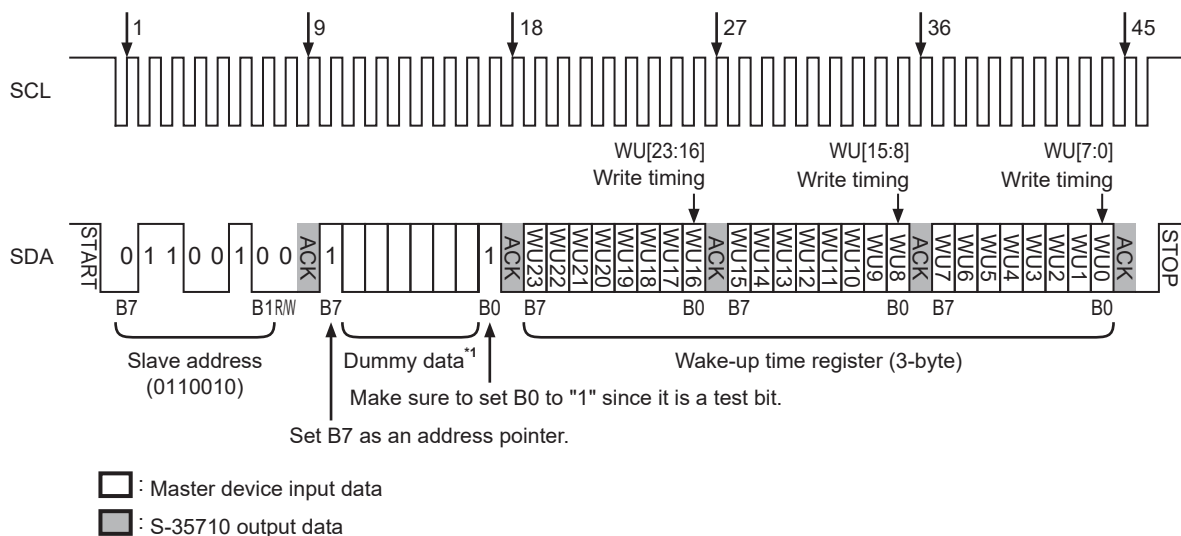 1 9 18 27 36 45
SCL
WU[23:16] WU[15:8] WU[7:0]
Write timing Write timing Write timing
SDA START 0 1 1 0 0 1 0 0 ACK 1 1 ACK WU23 WU22 WU21 WU20 WU19 WU18 WU17 WU16 ACK WU15 WU14 WU13 WU12 WU11 WU10 WU9 WU8 ACK WU7 WU6 WU5 WU4 WU3 WU2 WU1 WU0 ACK STOP
B7 B1 R/W B7 B0 B7 B0 B7 B0 B7 B0
Slave address Dummy data*1 Wake-up time register (3-byte)
(0110010)
Make sure to set B0 to "1" since it is a test bit.
Set B7 as an address pointer.
: Master device input data
: S-35710 output data